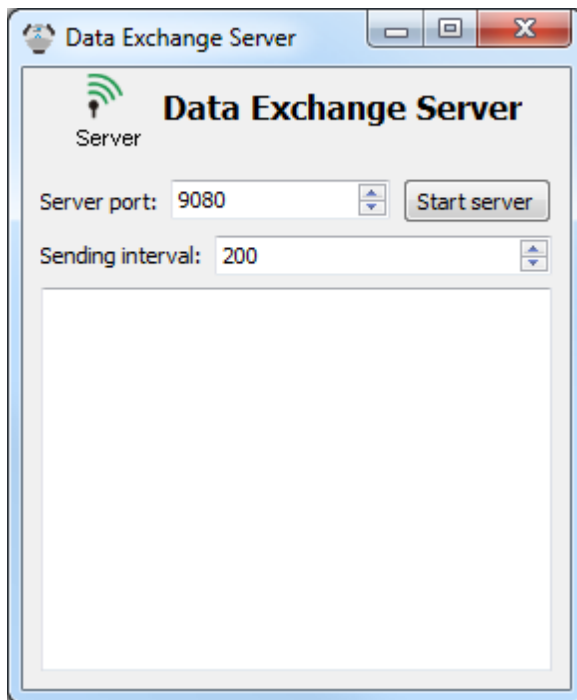 Data Exchange Server
Data Exchange Server
Server
Server port: 9080 Start server
Sending interval: 200